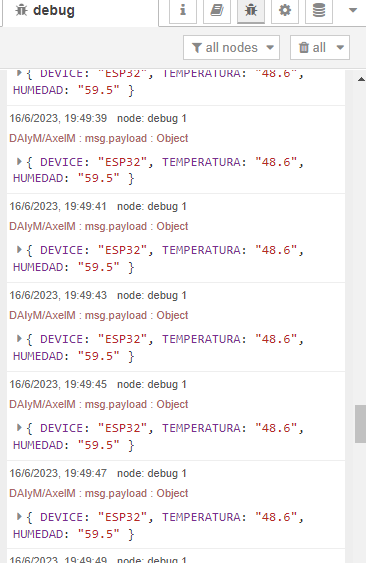 debug
all nodes
all
{ DEVICE: "ESP32", TEMPERATURA: "48.6",
HUMEDAD: "59.5" }
16/6/2023, 19:49:39 node: debug 1
DAIyM/AxelM : msg.payload : Object
{ DEVICE: "ESP32", TEMPERATURA: "48.6",
HUMEDAD: "59.5" }
16/6/2023, 19:49:41 node: debug 1
DAIyM/AxelM : msg.payload : Object
{ DEVICE: "ESP32", TEMPERATURA: "48.6",
HUMEDAD: "59.5" }
16/6/2023, 19:49:43 node: debug 1
DAIyM/AxelM : msg.payload : Object
{ DEVICE: "ESP32", TEMPERATURA: "48.6",
HUMEDAD: "59.5" }
16/6/2023, 19:49:45 node: debug 1
DAIyM/AxelM : msg.payload : Object
{ DEVICE: "ESP32", TEMPERATURA: "48.6",
HUMEDAD: "59.5" }
16/6/2023, 19:49:47 node: debug 1
DAIyM/AxelM : msg.payload : Object
{ DEVICE: "ESP32", TEMPERATURA: "48.6",
HUMEDAD: "59.5" }
16/6/2023, 19:49:49 node: debug 1